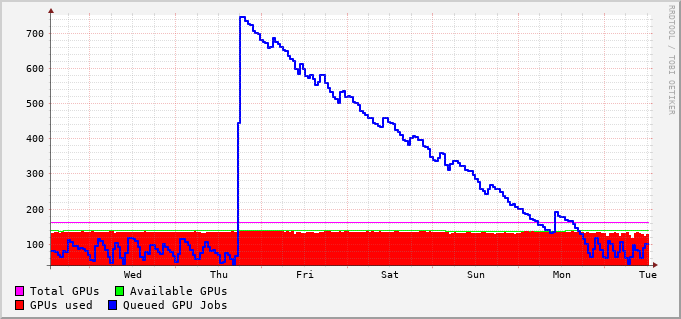 RRDTOOL / TOBI OETIKER
700
600
500
400
300
200
100
Wed Thu Fri Sat Sun Mon Tue
Total GPUs Available GPUs
GPUs used Queued GPU Jobs